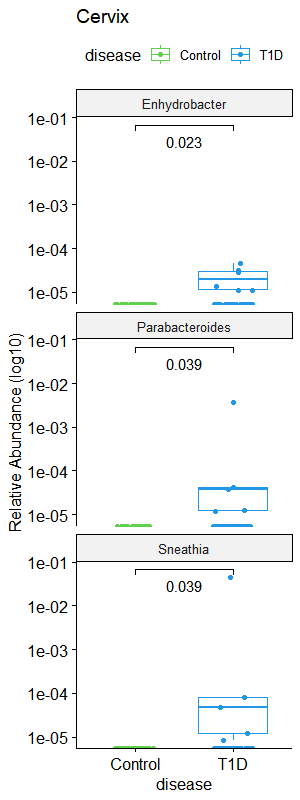 Cervix
disease Control T1D
Relative Abundance (log10)
Enhydrobacter
1e-01
0.023
1e-02
1e-03
1e-04
1e-05
Parabacteroides
1e-01
0.039
1e-02
1e-03
1e-04
1e-05
Sneathia
1e-01
0.039
1e-02
1e-03
1e-04
1e-05
Control T1D
disease